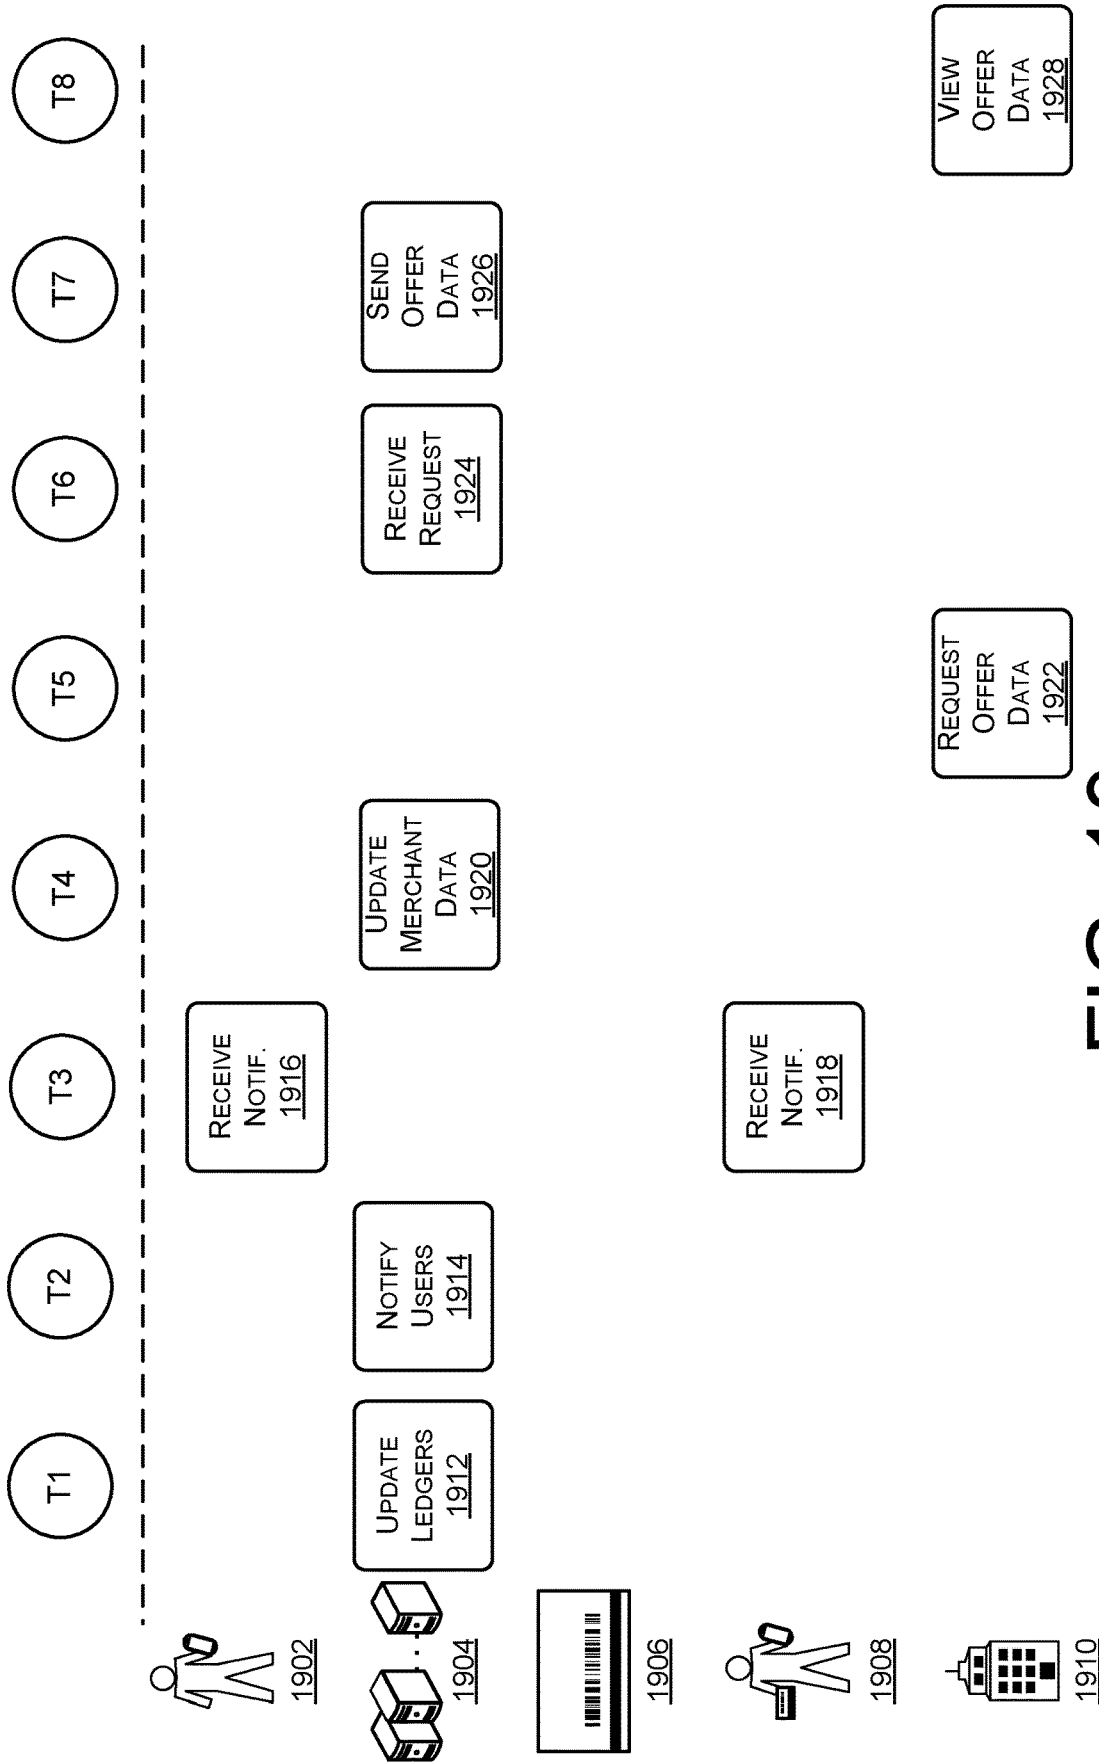 T1
T2
T3
T4
T5
T6
T7
T8
1902
RECEIVE
NOTIF.
1916
1904
UPDATE
LEDGERS
1912
NOTIFY
USERS
1914
UPDATE
MERCHANT
DATA
1920
RECEIVE
REQUEST
1924
SEND
OFFER
DATA
1926
1906
1908
RECEIVE
NOTIF.
1918
1910
REQUEST
OFFER
DATA
1922
VIEW
OFFER
DATA
1928
FIG